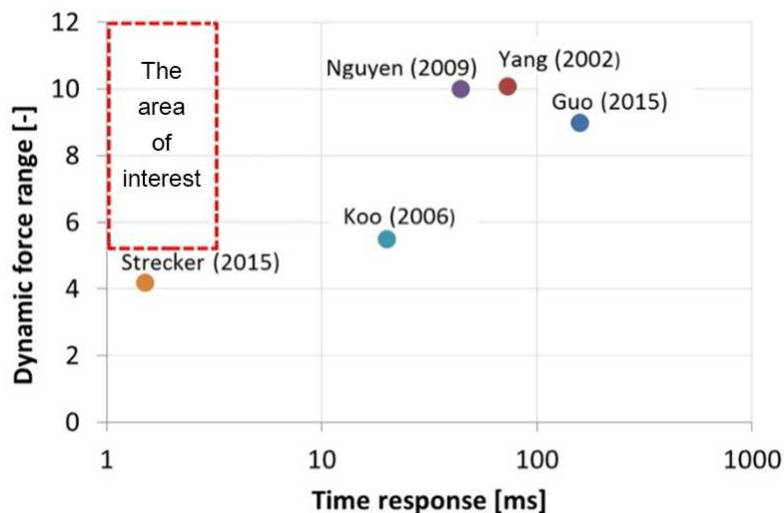 12
10
8
6
4
2
0
Dynamic force range [-]
The
area
of
interest
Nguyen (2009)
Yang (2002)
Guo (2015)
Koo (2006)
Strecker (2015)
1
10
100
1000
Time response [ms]